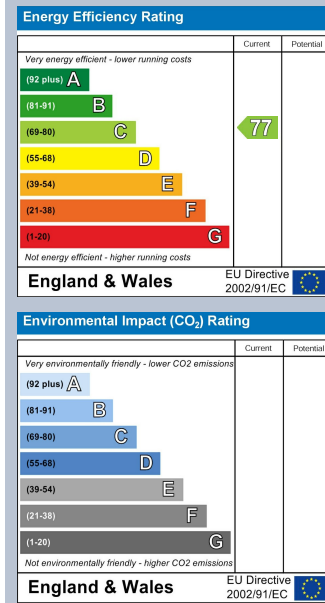 Energy Efficiency Rating
Current Potential
Very energy efficient - lower running costs
(92 plus) A
(81-91) B
(69-80) C
77
(55-68) D
(39-54) E
(21-38) F
(1-20) G
Not energy efficient - higher running costs
England & Wales
EU Directive
2002/91/EC
Environmental Impact (CO₂) Rating
Current Potential
Very environmentally friendly - lower CO2 emissions
(92 plus) A
(81-91) B
(69-80) C
(55-68) D
(39-54) E
(21-38) F
(1-20) G
Not environmentally friendly - higher CO2 emissions
England & Wales
EU Directive
2002/91/EC